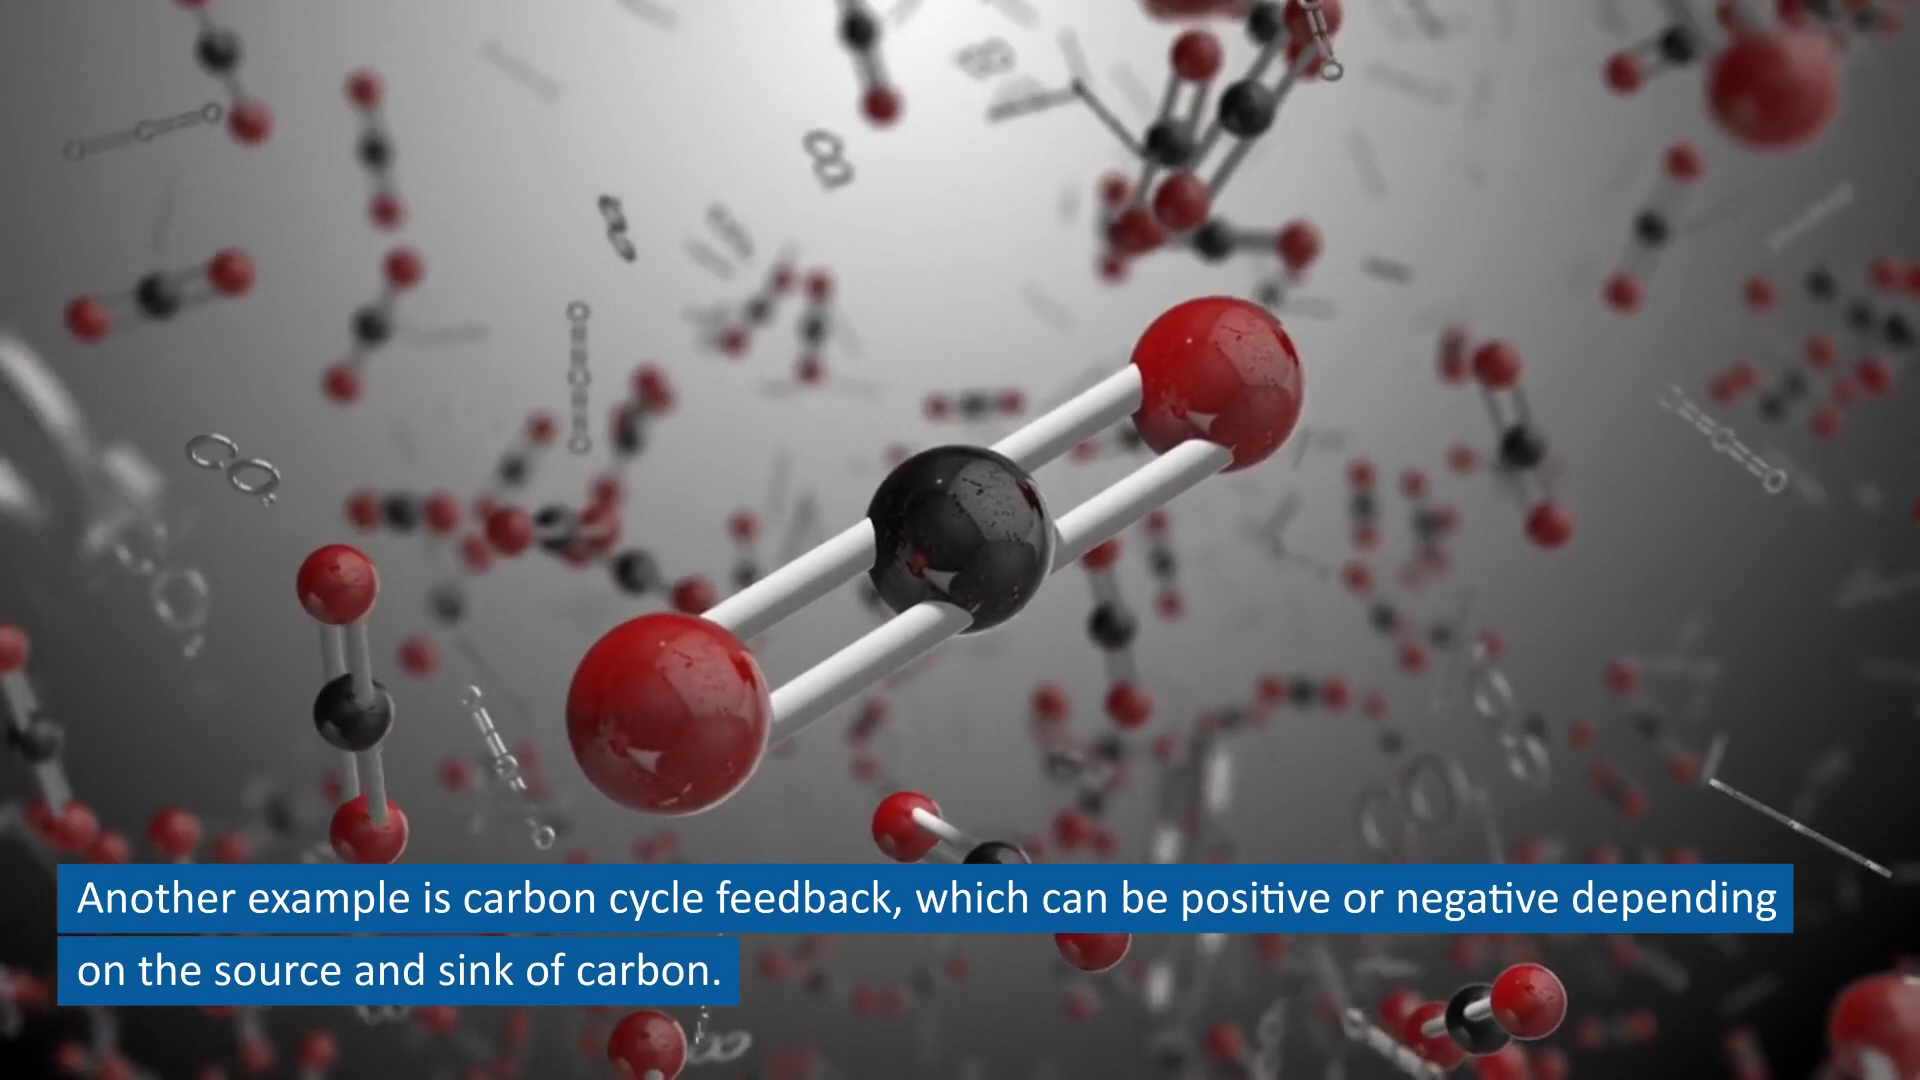 Another example is carbon cycle feedback, which can be positive or negative depending
on the source and sink of carbon.